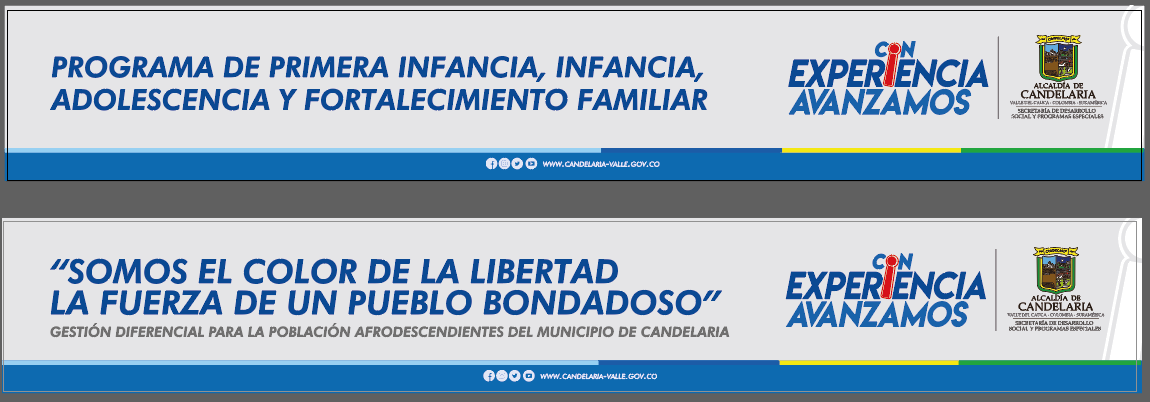 PROGRAMA DE PRIMERA INFANCIA, INFANCIA,
ADOLESCENCIA Y FORTALECIMIENTO FAMILIAR
CON
EXPERIENCIA
AVANZAMOS
ALCALDÍA DE
CANDELARIA
VALLE DEL CAUCA - COLOMBIA - SURAMÉRICA
SECRETARÍA DE DESARROLLO
SOCIAL Y PROGRAMAS ESPECIALES
WWW.CANDELARIA-VALLE.GOV.CO
“SOMOS EL COLOR DE LA LIBERTAD
LA FUERZA DE UN PUEBLO BONDADOSO”
GESTIÓN DIFERENCIAL PARA LA POBLACIÓN AFRODESCENDIENTES DEL MUNICIPIO DE CANDELARIA
CON
EXPERIENCIA
AVANZAMOS
ALCALDÍA DE
CANDELARIA
VALLE DEL CAUCA - COLOMBIA - SURAMÉRICA
SECRETARÍA DE DESARROLLO
SOCIAL Y PROGRAMAS ESPECIALES
WWW.CANDELARIA-VALLE.GOV.CO